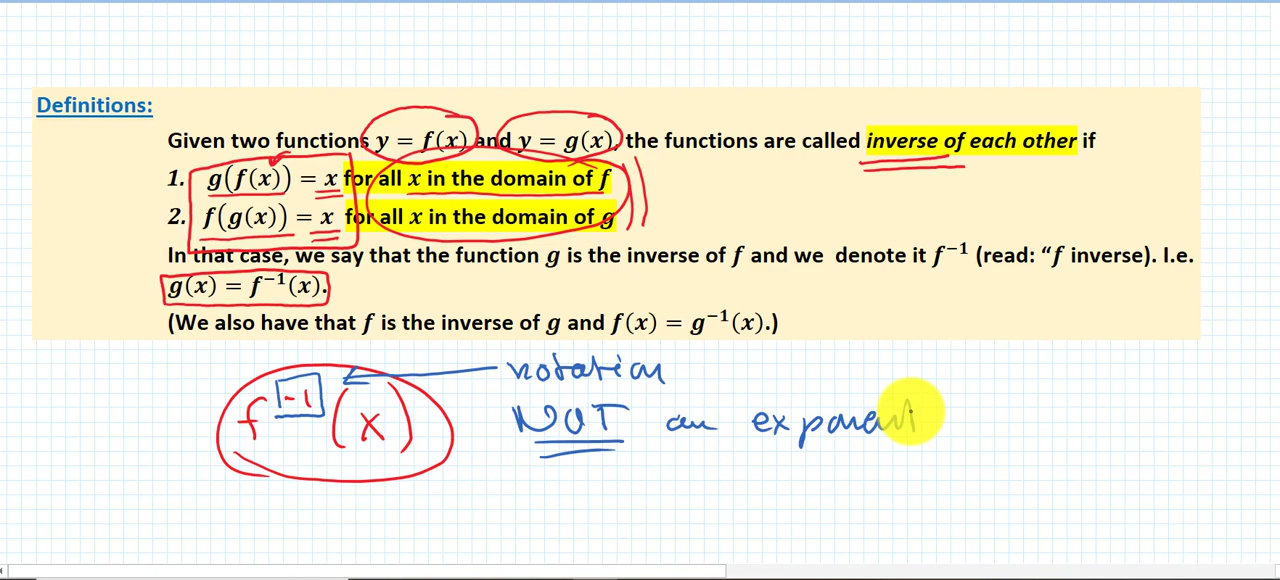 Definitions:
Given two functions y = f(x) and y = g(x), the functions are called inverse of each other if
1. g(f(x)) = x for all x in the domain of f
2. f(g(x)) = x for all x in the domain of g
In that case, we say that the function g is the inverse of f and we denote it f⁻¹ (read: “f inverse). I.e.
g(x) = f⁻¹(x).
(We also have that f is the inverse of g and f(x) = g⁻¹(x).)
notation
f⁻¹(x) NOT an